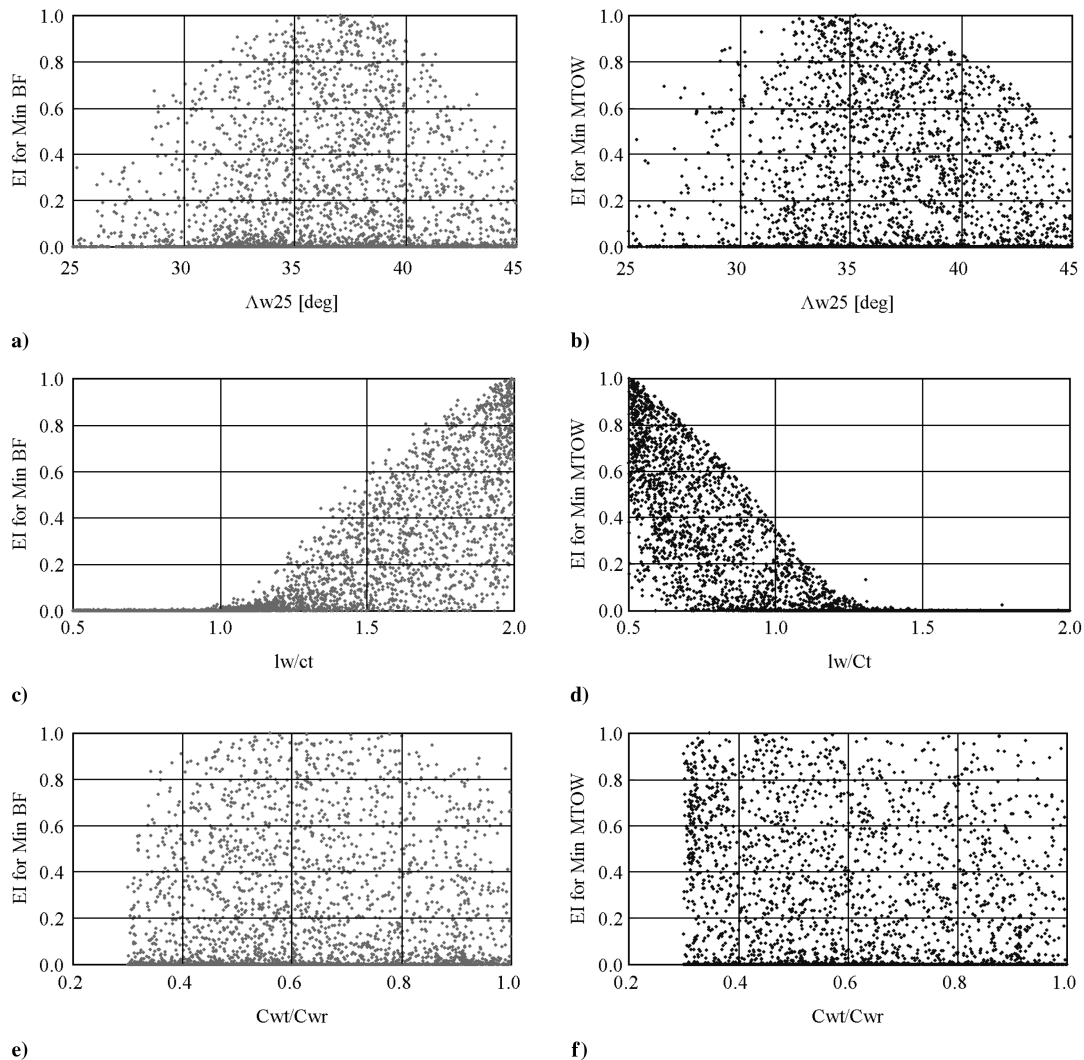 EI for Min BF
1.0
0.8
0.6
0.4
0.2
0.0
25 30 35 40 45
Λw25 [deg]
a)
EI for Min MTOW
1.0
0.8
0.6
0.4
0.2
0.0
25 30 35 40 45
Λw25 [deg]
b)
EI for Min BF
1.0
0.8
0.6
0.4
0.2
0.0
0.5 1.0 1.5 2.0
lw/ct
c)
EI for Min MTOW
1.0
0.8
0.6
0.4
0.2
0.0
0.5 1.0 1.5 2.0
lw/Ct
d)
EI for Min BF
1.0
0.8
0.6
0.4
0.2
0.0
0.2 0.4 0.6 0.8 1.0
Cwt/Cwr
e)
EI for Min MTOW
1.0
0.8
0.6
0.4
0.2
0.0
0.2 0.4 0.6 0.8 1.0
Cwt/Cwr
f)